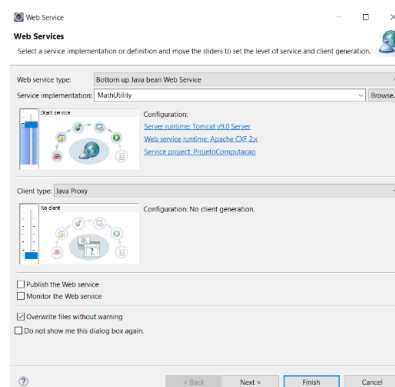 Web Service
Web Services
Select a service implementation or definition and move the sliders to set the level of service and client generation.
Web service type: Bottom up Java bean Web Service
Service implementation: MathUtility Browse...
Start service
Configuration:
Server runtime: Tomcat v9.0 Server
Web service runtime: Apache CXF 2.x
Service project: ProjetoComputacao
Client type: Java Proxy
No client
Configuration: No client generation.
Publish the Web service
Monitor the Web service
Overwrite files without warning
Do not show me this dialog box again.
< Back Next > Finish Cancel